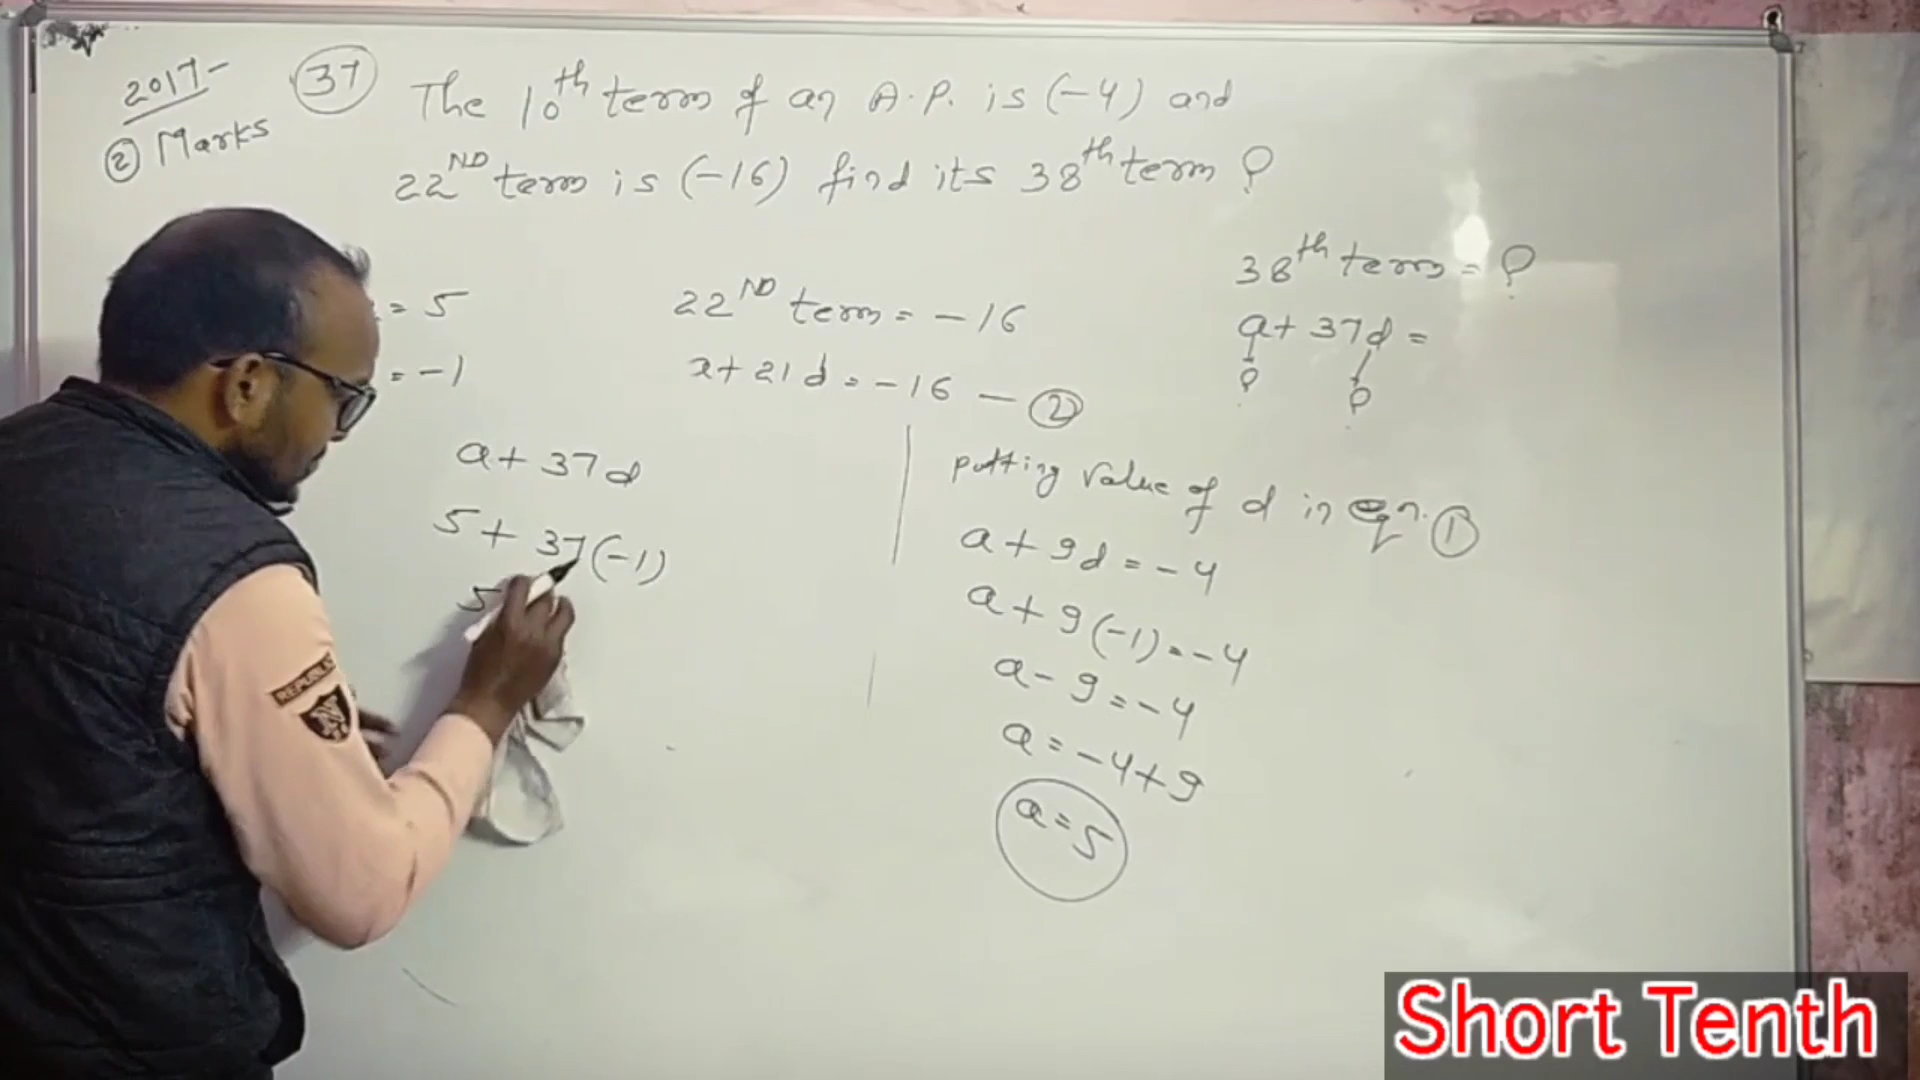 2017-
② Marks
㊲ The 10th term of an A.P. is (-4) and
22ND term is (-16) find its 38th term ?
= 5
= -1
22ND term = -16
x + 21d = -16 — ②
38th term = ?
a + 37d =
? ?
a + 37d
5 + 37(-1)
5
putting value of d in eqn. ①
a + 9d = -4
a + 9(-1) = -4
a - 9 = -4
a = -4 + 9
a = 5
REPUBLIC
N
Short Tenth